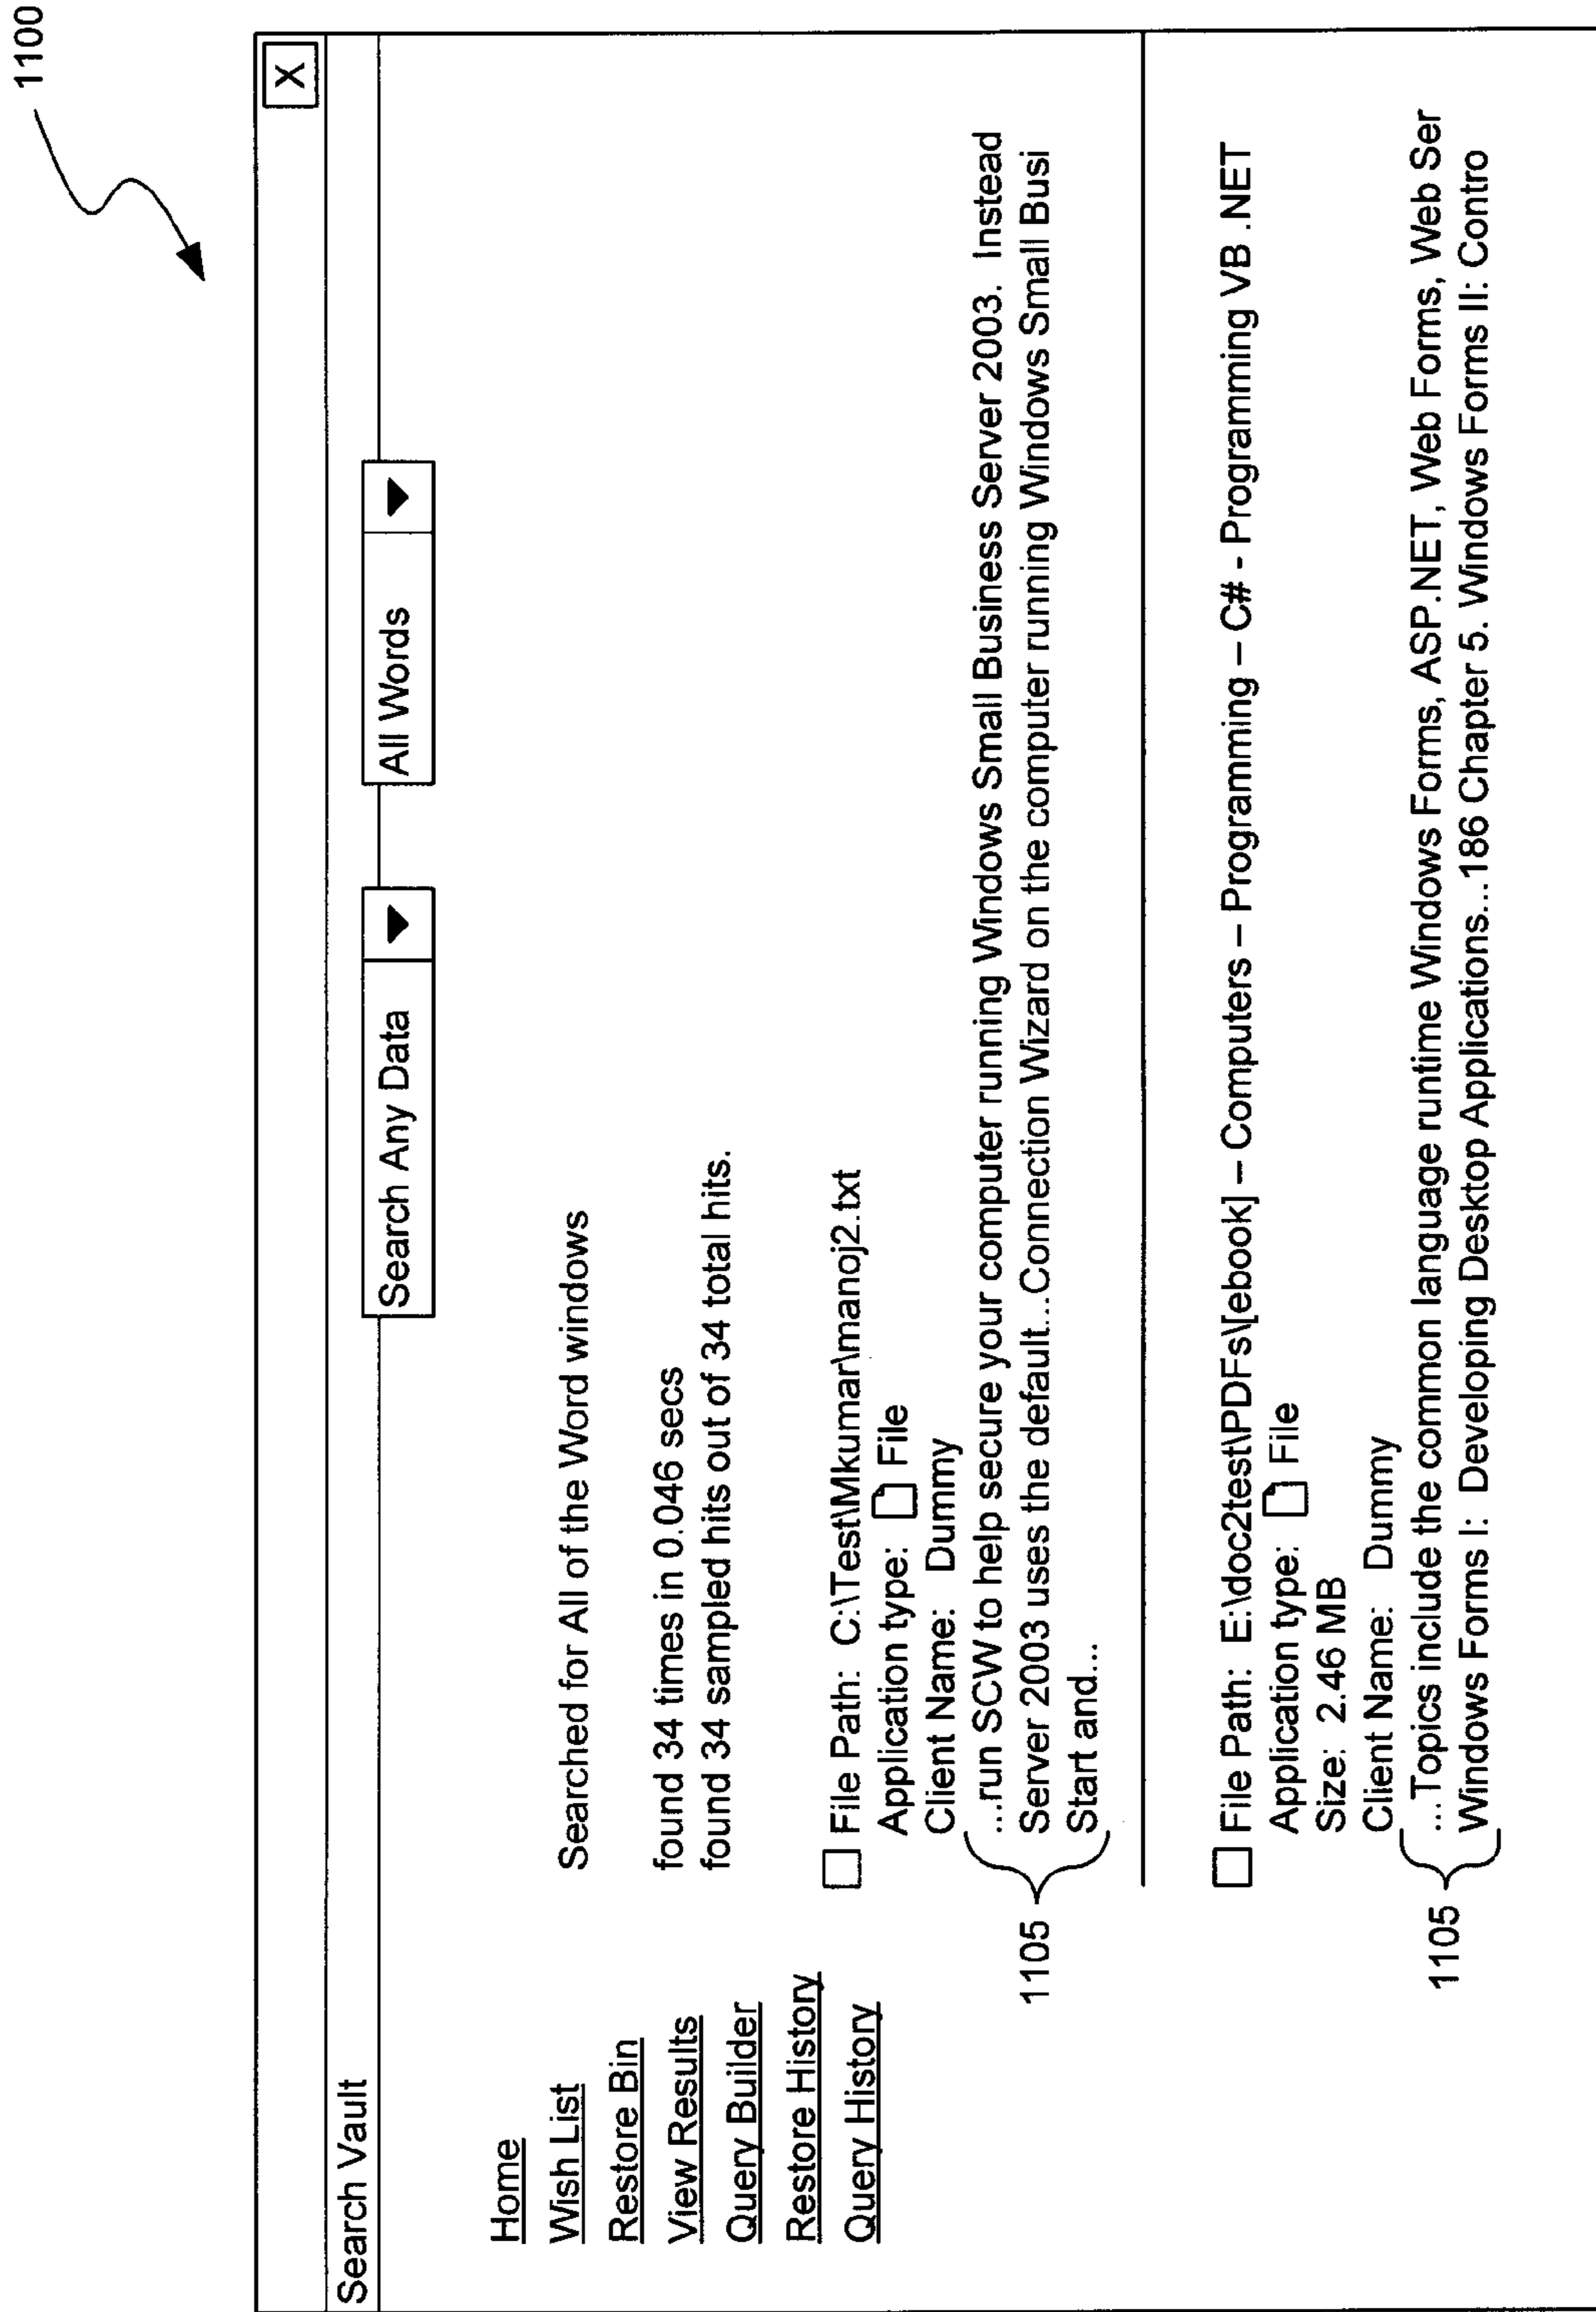 1100
X
Search Vault
Search Any Data
All Words
Home
Wish List
Restore Bin
View Results
Query Builder
Restore History
Query History
Searched for All of the Word windows
found 34 times in 0.046 secs
found 34 sampled hits out of 34 total hits.
File Path: C:\Test\Mkumar\manoj2.txt
Application type: File
Client Name: Dummy
...run SCW to help secure your computer running Windows Small Business Server 2003. Instead
Server 2003 uses the default...Connection Wizard on the computer running Windows Small Busi
Start and...
1105
File Path: E:\doc2test\PDFs\[ebook] – Computers – Programming – C# - Programming VB .NET
Application type: File
Size: 2.46 MB
Client Name: Dummy
...Topics include the common language runtime Windows Forms, ASP.NET, Web Forms, Web Ser
Windows Forms I: Developing Desktop Applications...186 Chapter 5. Windows Forms II: Contro
1105